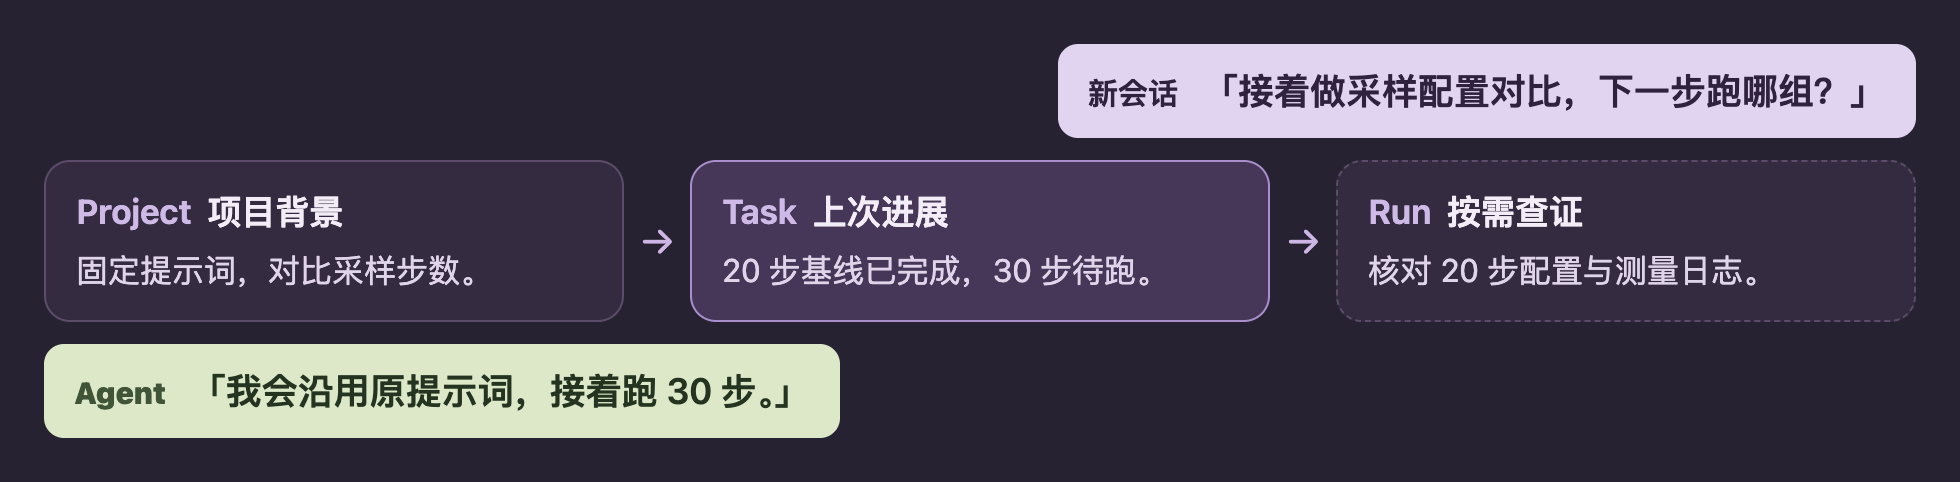 新会话 「接着做采样配置对比，下一步跑哪组？」
Project 项目背景
固定提示词，对比采样步数。
→
Task 上次进展
20 步基线已完成，30 步待跑。
→
Run 按需查证
核对 20 步配置与测量日志。
Agent 「我会沿用原提示词，接着跑 30 步。」